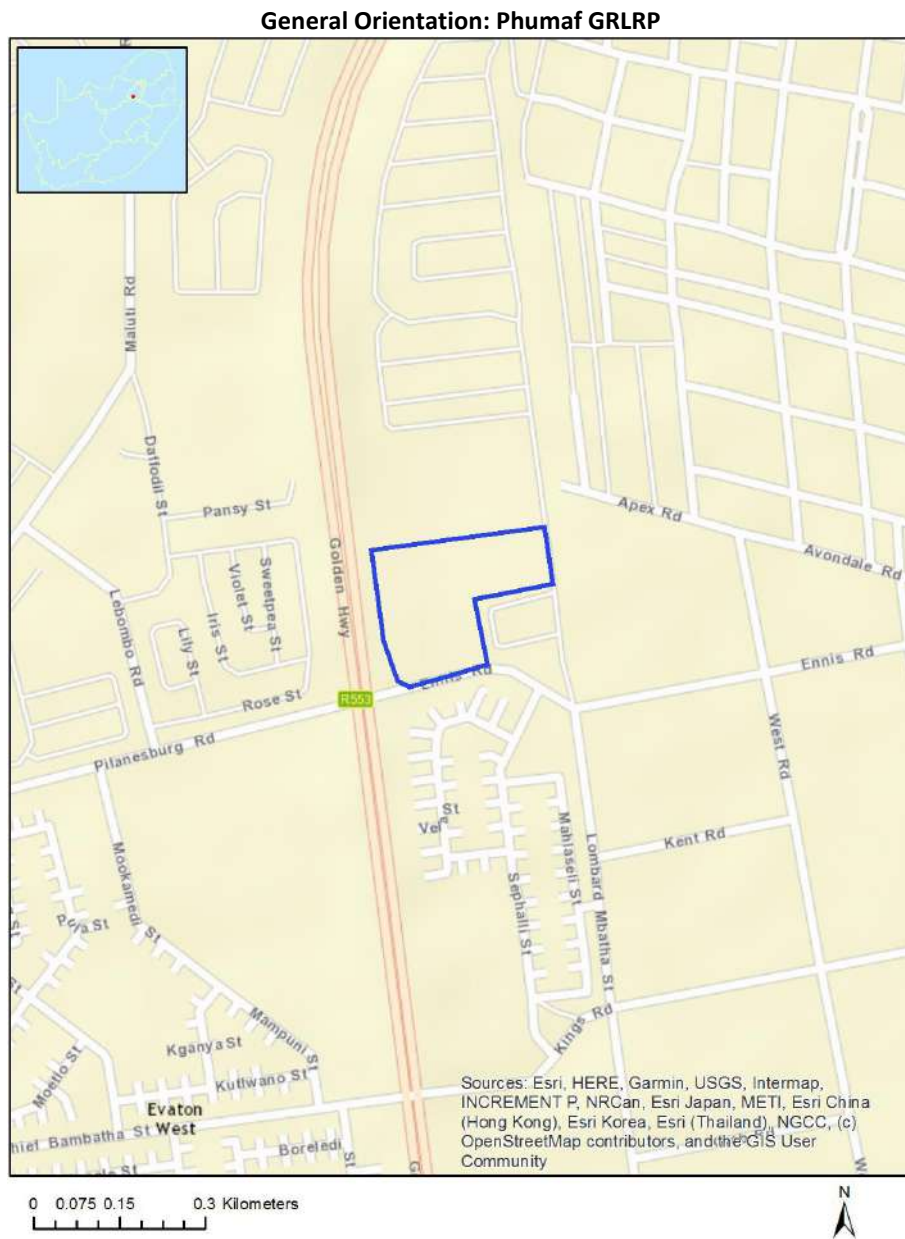 General Orientation: Phumaf GRLRP
R
Maluti Rd
Daffodil St
Pansy St
Golden Hwy
Apex Rd
Avondale Rd
Lebombo Rd
Lily St
Iris St
Violet St
Sweetpea St
Rose St
R553
Ennis Rd
Ennis Rd
Pilanesburg Rd
West Rd
St
Mookamedi St
Sephalli St
Mahlaseli St
Lombard Mbatha St
Kent Rd
St
St
Mampuni St
Kganya St
Kings Rd
Moetlo St
Kutlwano St
Evaton
West
hief Bambatha St
Boreledi
St
St
G
W
Sources: Esri, HERE, Garmin, USGS, Intermap,
INCREMENT P, NRCan, Esri Japan, METI, Esri China
(Hong Kong), Esri Korea, Esri (Thailand), NGCC, (c)
OpenStreetMap contributors, and the GIS User
Community
0 0.075 0.15 0.3 Kilometers
N